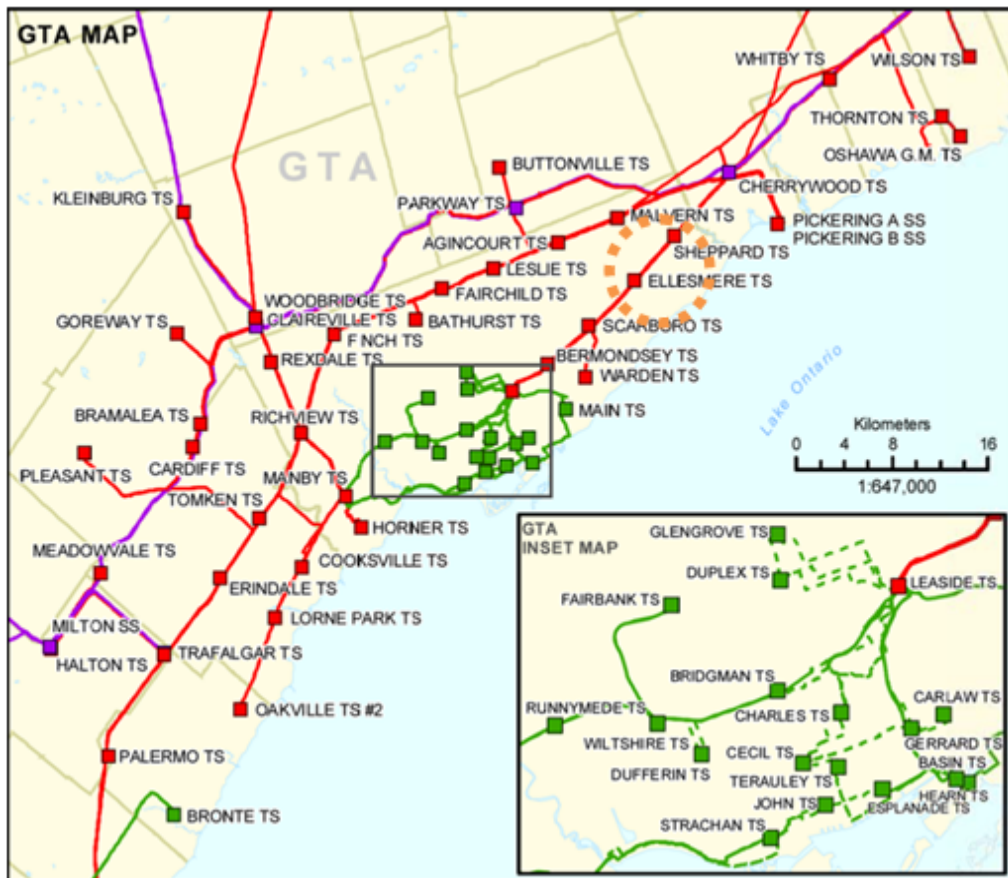 GTA MAP
WHITBY TS
WILSON TS
THORNTON TS
OSHAWA G.M. TS
GTA
BUTTONVILLE TS
CHERRYWOOD TS
KLEINBURG TS
PARKWAY TS
MALVERN TS
PICKERING A SS
PICKERING B SS
AGINCOURT TS
SHEPPARD TS
LESLIE TS
ELLESMERE TS
WOODBRIDGE TS
FAIRCHILD TS
CLAIREVILLE TS
GOREWAY TS
BATHURST TS
SCARBORO TS
F NCH TS
REXDALE TS
BERMONDSEY TS
WARDEN TS
Lake Ontario
BRAMALEA TS
RICHVIEW TS
MAIN TS
Kilometers
0 4 8 16
1:647,000
CARDIFF TS
PLEASANT TS
MANBY TS
TOMKEN TS
HORNER TS
MEADOWVALE TS
COOKSVILLE TS
ERINDALE TS
LORNE PARK TS
MILTON SS
HALTON TS
TRAFALGAR TS
OAKVILLE TS #2
PALERMO TS
BRONTE TS
GTA
INSET MAP
GLENGROVE TS
DUPLEX TS
LEASIDE TS
FAIRBANK TS
BRIDGMAN TS
CARLAW TS
RUNNYMEDE TS
CHARLES TS
WILTSHIRE TS
GERRARD TS
CECIL TS
BASIN TS
DUFFERIN TS
TERAULEY TS
HEARN TS
JOHN TS
ESPLANADE TS
STRACHAN TS